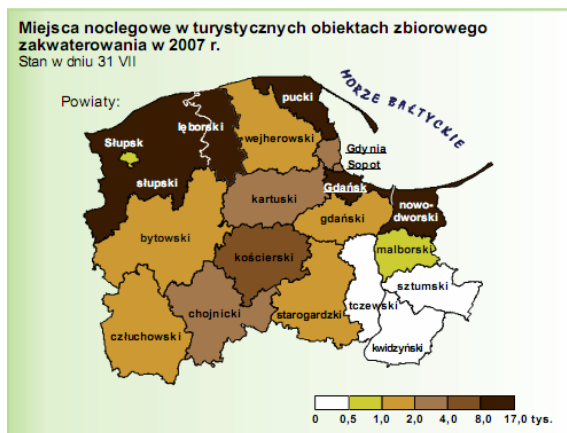 Miejsca noclegowe w turystycznych obiektach zbiorowego
zakwaterowania w 2007 r.
Stan w dniu 31 VII
Powiaty:
MORZE BAŁTYCKIE
pucki
lęborski
wejherowski
Słupsk
Gdynia
Sopot
słupski
kartuski
Gdańsk
nowo-
dworski
gdański
bytowski
kościerski
malborski
sztumski
tczewski
chojnicki
starogardzki
człuchowski
kwidzyński
0 0,5 1,0 2,0 4,0 8,0 17,0 tys.